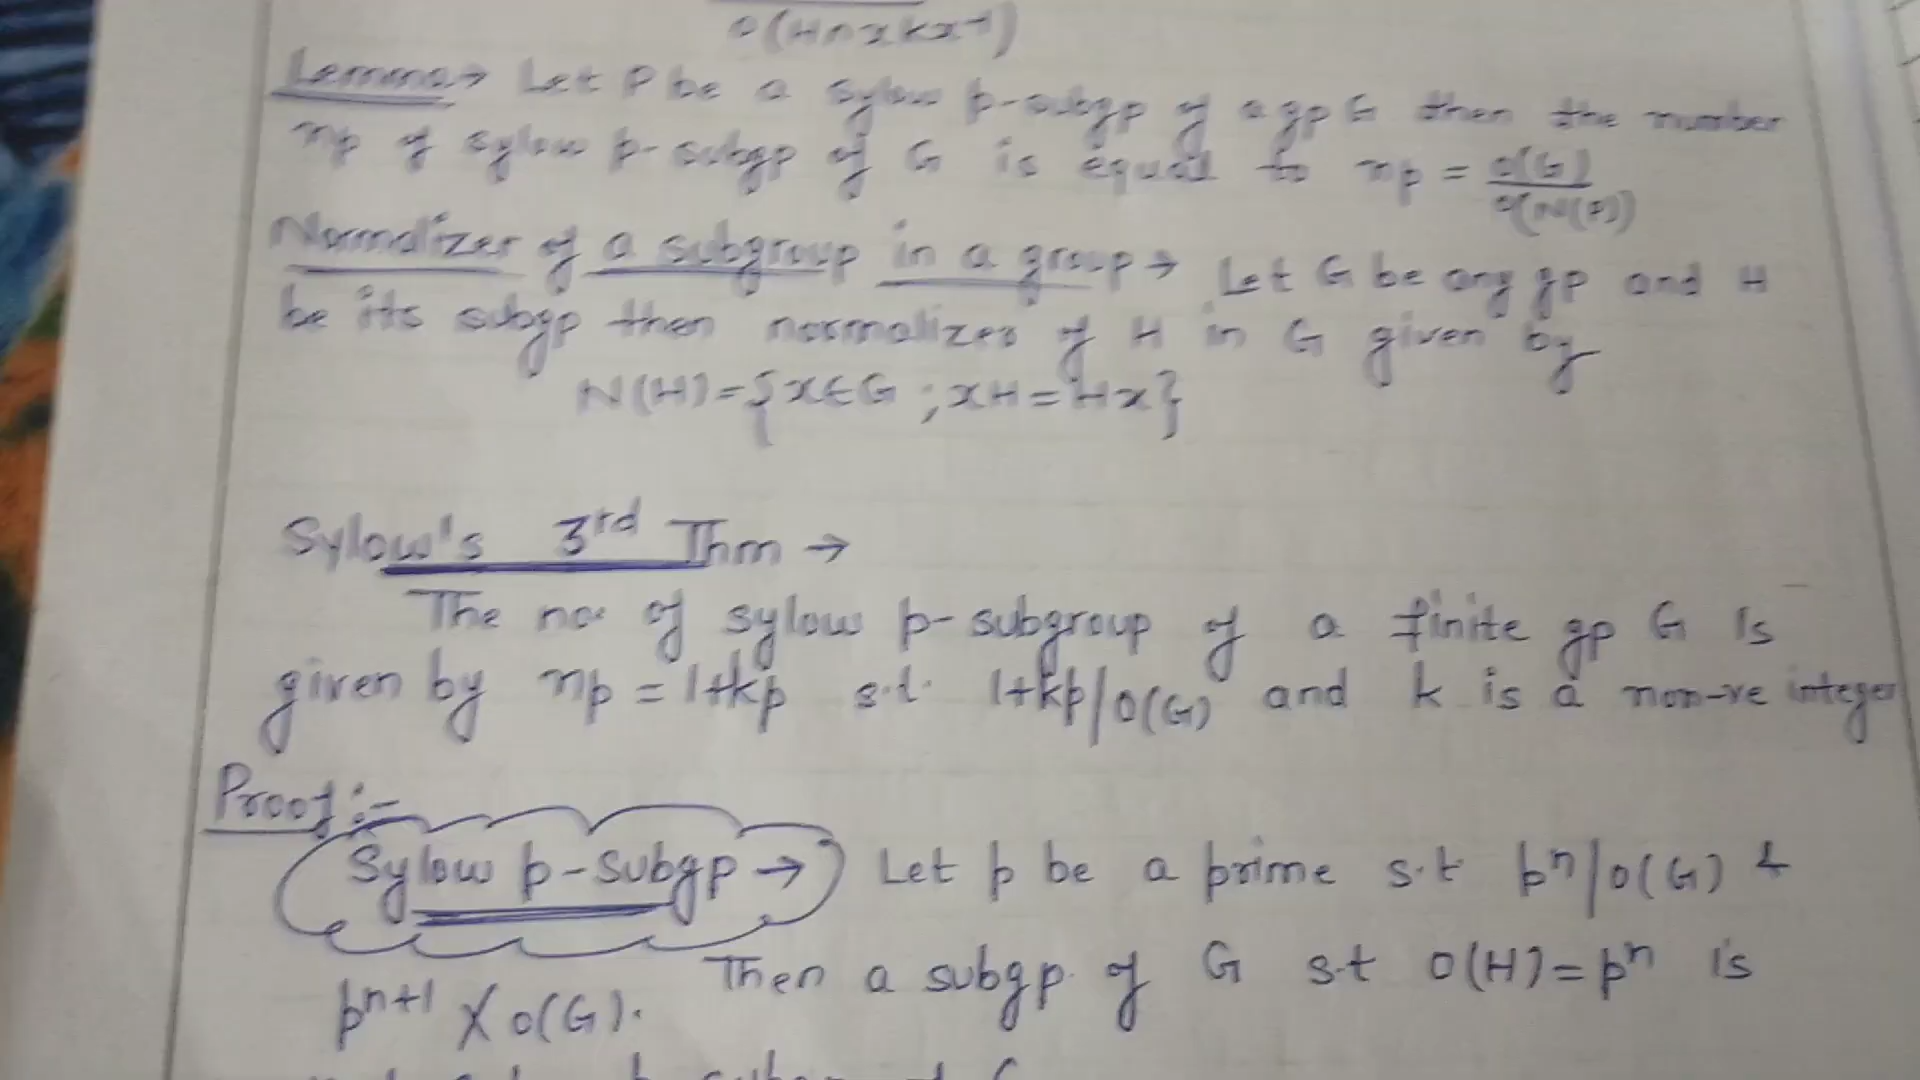 o(H∩xkx⁻¹)
Lemma→ Let P be a sylow p-subgp of a gp G then the number
np of sylow p-subgp of G is equal to np = o(G)/o(N(P))
Normalizer of a subgroup in a group → Let G be any gp and H
be its subgp then normalizer of H in G given by
N(H)={x∈G ; xH=Hx}
Sylow's 3rd Thm →
The no. of sylow p-subgroup of a finite gp G is
given by np = 1+kp s.t. 1+kp/o(G) and k is a non-ve integer
Proof:-
Sylow p-subgp → Let p be a prime s.t pⁿ/o(G) &
pⁿ⁺¹ ∤ o(G). Then a subgp. of G s.t o(H)=pⁿ is